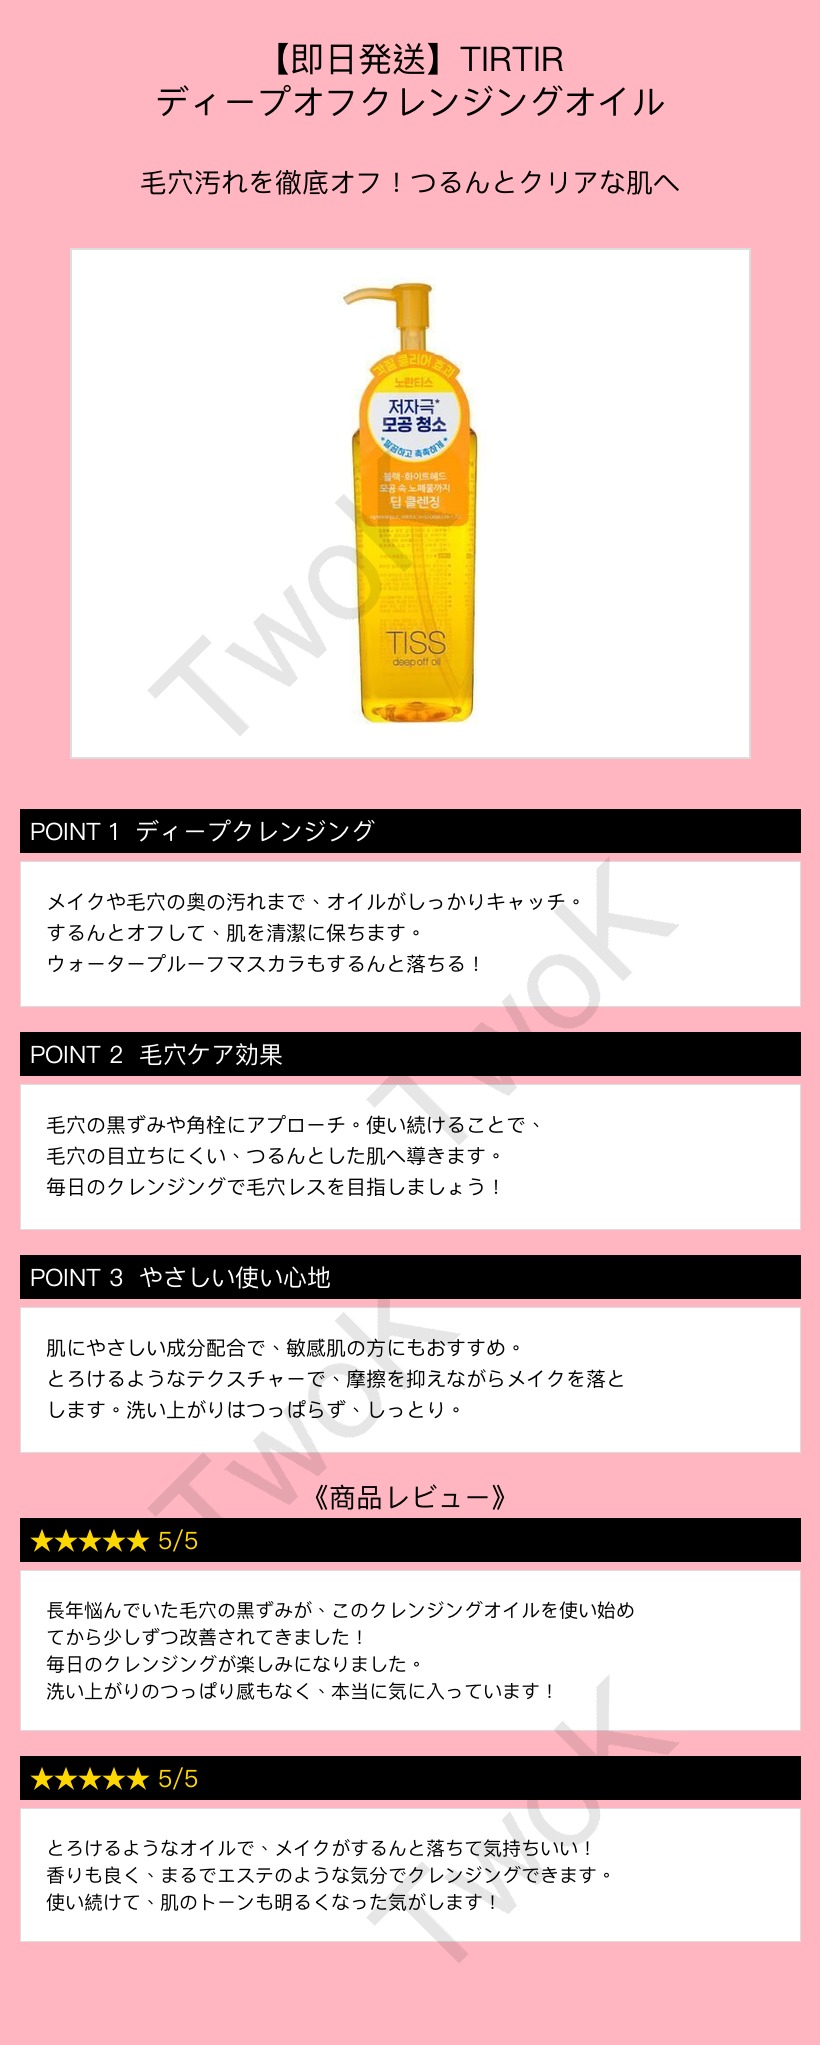 【即日発送】TIRTIR
ディープオフクレンジングオイル
毛穴汚れを徹底オフ！つるんとクリアな肌へ
각질 클리어 효과
노란티스
저자극*
모공 청소
말끔하고 촉촉하게
블랙·화이트헤드
모공 속 노폐물까지
딥 클렌징
TISS
deep off oil
TwoK
POINT 1 ディープクレンジング
メイクや毛穴の奥の汚れまで、オイルがしっかりキャッチ。
するんとオフして、肌を清潔に保ちます。
ウォータープルーフマスカラもするんと落ちる！
TwoK
POINT 2 毛穴ケア効果
毛穴の黒ずみや角栓にアプローチ。使い続けることで、
毛穴の目立ちにくい、つるんとした肌へ導きます。
毎日のクレンジングで毛穴レスを目指しましょう！
POINT 3 やさしい使い心地
肌にやさしい成分配合で、敏感肌の方にもおすすめ。
とろけるようなテクスチャーで、摩擦を抑えながらメイクを落と
します。洗い上がりはつっぱらず、しっとり。
TwoK
《商品レビュー》
★★★★★ 5/5
長年悩んでいた毛穴の黒ずみが、このクレンジングオイルを使い始め
てから少しずつ改善されてきました！
毎日のクレンジングが楽しみになりました。
洗い上がりのつっぱり感もなく、本当に気に入っています！
★★★★★ 5/5
とろけるようなオイルで、メイクがするんと落ちて気持ちいい！
香りも良く、まるでエステのような気分でクレンジングできます。
使い続けて、肌のトーンも明るくなった気がします！
TwoK